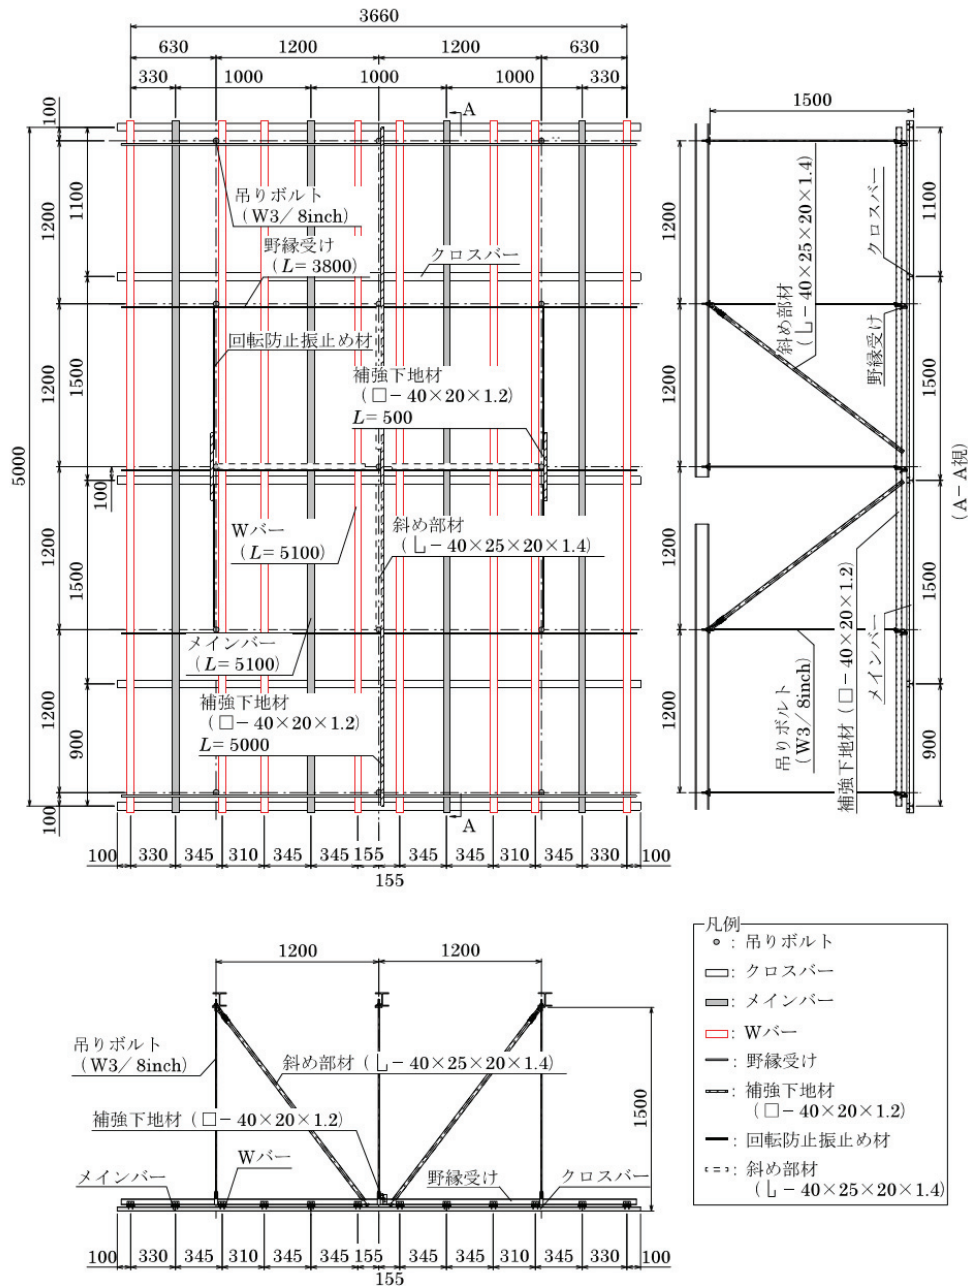 3660
630
1200
1200
630
330
1000
1000
1000
330
100
A
1500
吊りボルト
(W3/8inch)
野縁受け
(L=3800)
クロスバー
回転防止振止め材
補強下地材
(□-40×20×1.2)
L=500
1200
1100
1200
1500
5000
100
1200
1500
1200
900
100
Wバー
(L=5100)
斜め部材
(L-40×25×20×1.4)
メインバー
(L=5100)
補強下地材
(□-40×20×1.2)
L=5000
A
100
330
345
310
345
345
155
345
345
310
345
330
100
155
1200
1200
1200
1200
斜め部材
(L-40×25×20×1.4)
クロスバー
野縁受け
1100
1500
1500
900
(A-A視)
吊りボルト
(W3/8inch)
補強下地材(□-40×20×1.2)
メインバー
1200
1200
吊りボルト
(W3/8inch)
斜め部材(L-40×25×20×1.4)
補強下地材(□-40×20×1.2)
1500
メインバー
Wバー
野縁受け
クロスバー
100
330
345
310
345
345
155
345
345
310
345
330
100
155
凡例
: 吊りボルト
: クロスバー
: メインバー
: Wバー
: 野縁受け
: 補強下地材
(□-40×20×1.2)
: 回転防止振止め材
: 斜め部材
(L-40×25×20×1.4)